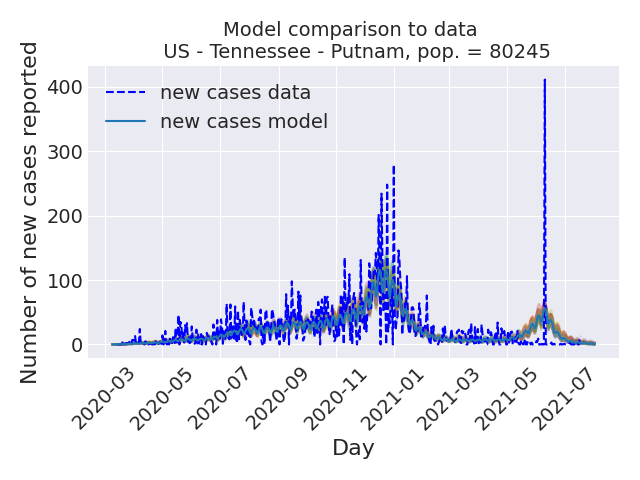 Model comparison to data
US - Tennessee - Putnam, pop. = 80245
Number of new cases reported
400
300
200
100
0
new cases data
new cases model
2020-03
2020-05
2020-07
2020-09
2020-11
2021-01
2021-03
2021-05
2021-07
Day